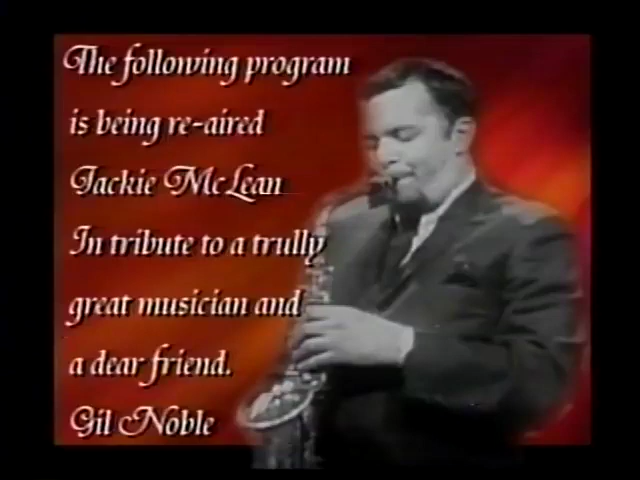 The following program
is being re-aired
Jackie McLean
In tribute to a trully
great musician and
a dear friend.
Gil Noble